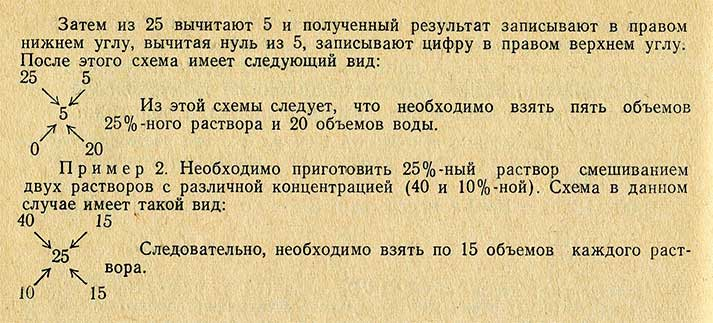 Затем из 25 вычитают 5 и полученный результат записывают в правом
нижнем углу, вычитая нуль из 5, записывают цифру в правом верхнем углу.
После этого схема имеет следующий вид:
25 5
5
Из этой схемы следует, что необходимо взять пять объемов
25%-ного раствора и 20 объемов воды.
0 20
Пример 2. Необходимо приготовить 25%-ный раствор смешиванием
двух растворов с различной концентрацией (40 и 10%-ной). Схема в данном
случае имеет такой вид:
40 15
25
Следовательно, необходимо взять по 15 объемов каждого раст-
вора.
10 15